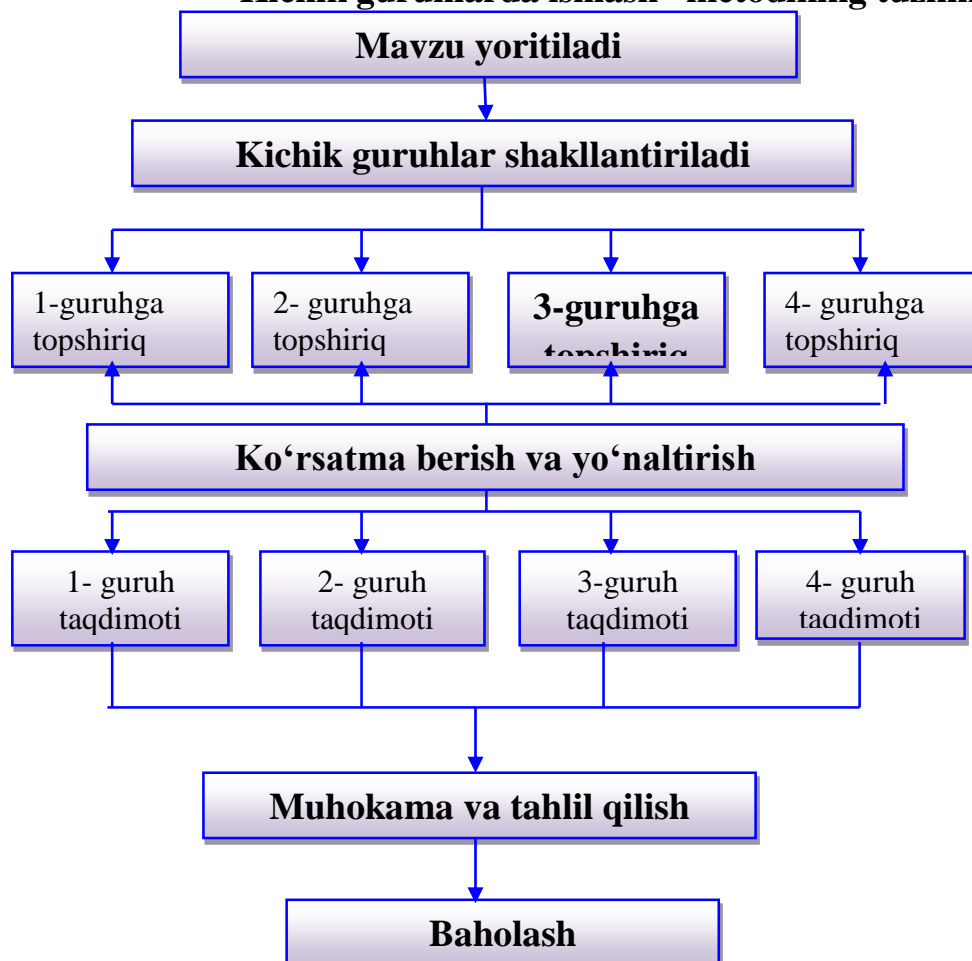 Mavzu yoritiladi
Kichik guruhlar shakllantiriladi
1-guruhga
topshiriq
2- guruhga
topshiriq
3-guruhga
topshiriq
4- guruhga
topshiriq
Ko‘rsatma berish va yo‘naltirish
1- guruh
taqdimoti
2- guruh
taqdimoti
3-guruh
taqdimoti
4- guruh
taqdimoti
Muhokama va tahlil qilish
Baholash